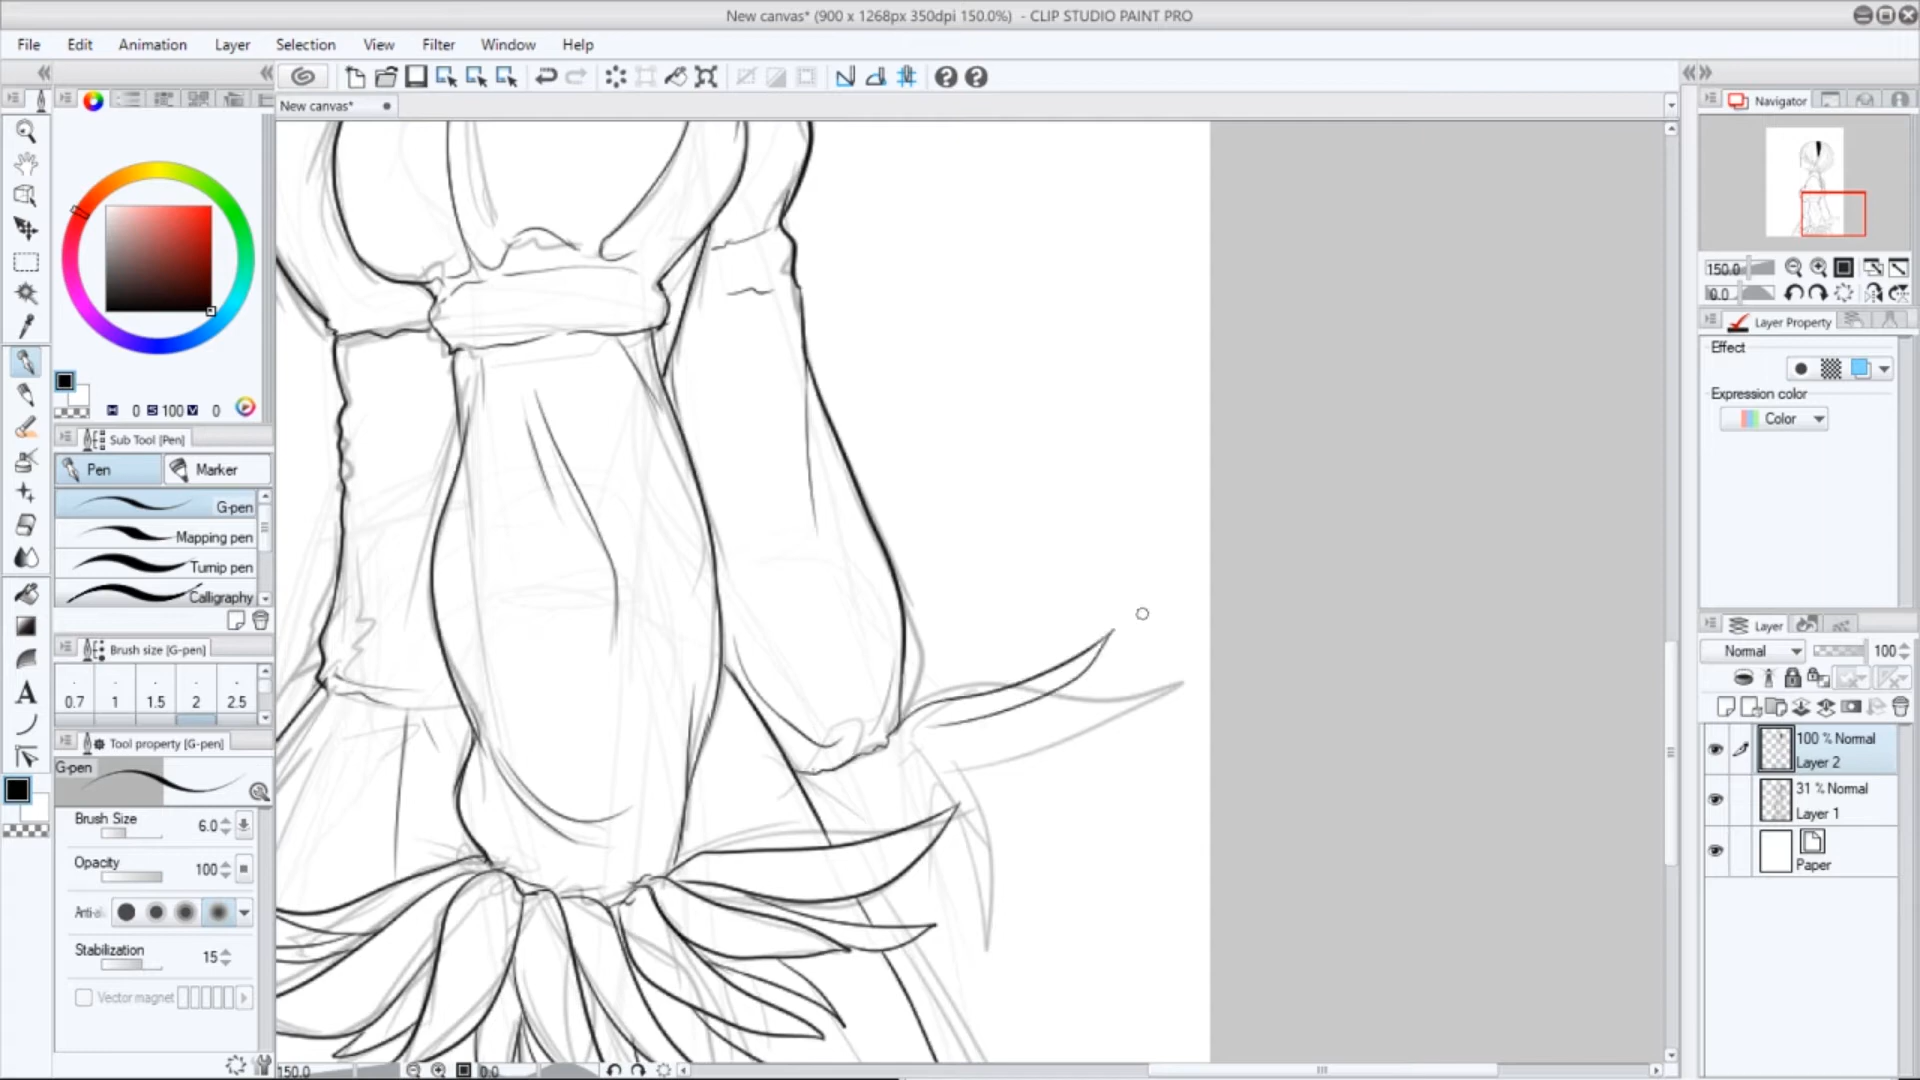 New canvas* (900 x 1268px 350dpi 150.0%) - CLIP STUDIO PAINT PRO
File Edit Animation Layer Selection View Filter Window Help
New canvas*
Navigator
150.0
0.0
Layer Property
Effect
Expression color
Color
H 0 S 100 V 0
Sub Tool [Pen]
Pen Marker
G-pen
Mapping pen
Turnip pen
Calligraphy
Brush size [G-pen]
0.7 1 1.5 2 2.5
Tool property [G-pen]
G-pen
Brush Size 6.0
Opacity 100
Anti-al
Stabilization 15
Vector magnet
Layer
Normal 100
100 % Normal
Layer 2
31 % Normal
Layer 1
Paper
A
150.0 0.0